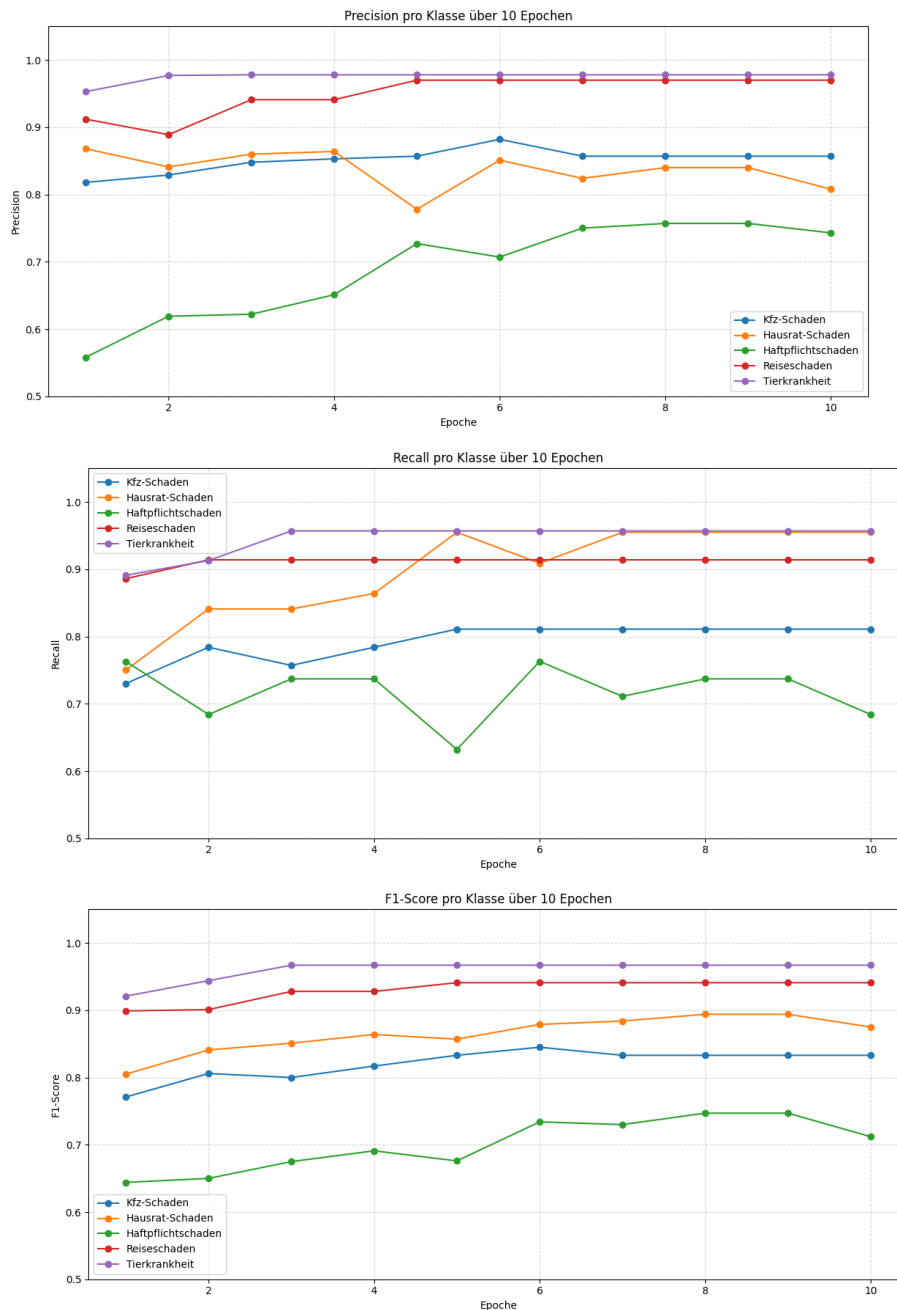 Precision pro Klasse über 10 Epochen
1.0
0.9
0.8
0.7
0.6
0.5
Precision
2
4
6
8
10
Epoche
Kfz-Schaden
Hausrat-Schaden
Haftpflichtschaden
Reiseschaden
Tierkrankheit
Recall pro Klasse über 10 Epochen
Kfz-Schaden
Hausrat-Schaden
Haftpflichtschaden
Reiseschaden
Tierkrankheit
1.0
0.9
0.8
0.7
0.6
0.5
Recall
2
4
6
8
10
Epoche
F1-Score pro Klasse über 10 Epochen
1.0
0.9
0.8
0.7
0.6
0.5
F1-Score
Kfz-Schaden
Hausrat-Schaden
Haftpflichtschaden
Reiseschaden
Tierkrankheit
2
4
6
8
10
Epoche